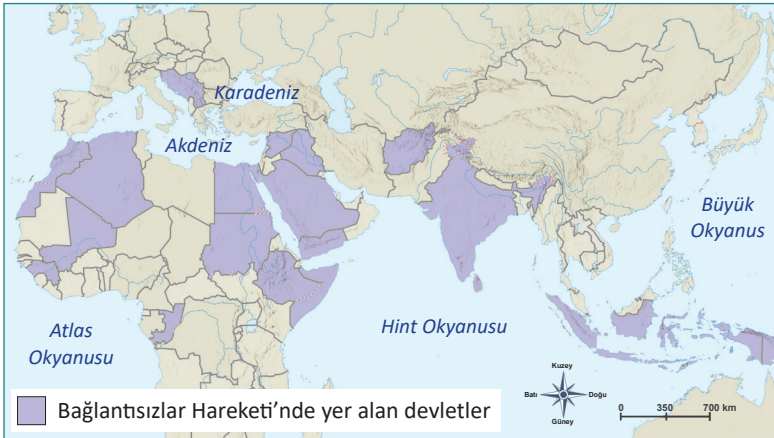 Karadeniz
Akdeniz
Büyük
Okyanus
Atlas
Okyanusu
Hint Okyanusu
Kuzey
Batı
Doğu
Güney
0 350 700 km
Bağlantısızlar Hareketi’nde yer alan devletler